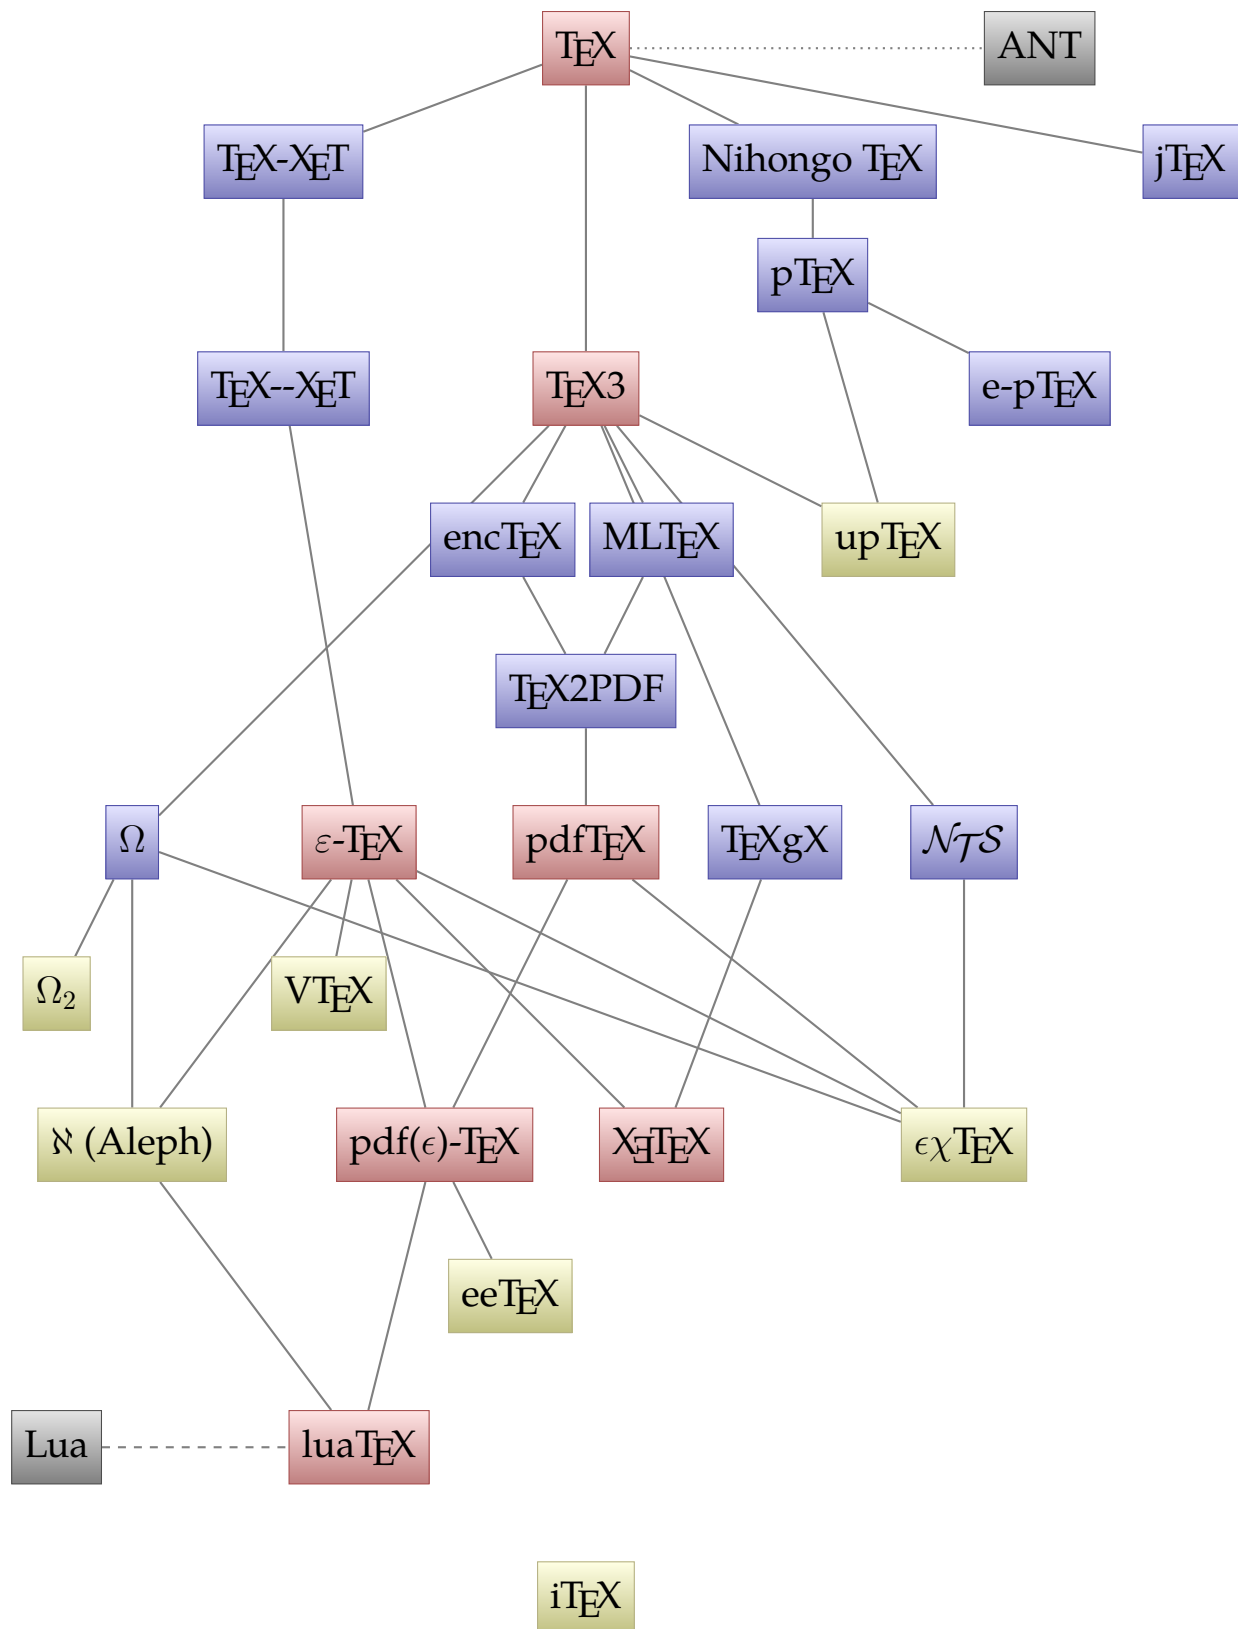 TEX
ANT
TEX-XET
Nihongo TEX
jTEX
pTEX
TEX--XET
TEX3
e-pTEX
encTEX
MLTEX
upTEX
TEX2PDF
Ω
ε-TEX
pdfTEX
TEXgX
NTS
Ω₂
VTEX
ℵ (Aleph)
pdf(ϵ)-TEX
XƎTEX
ϵχTEX
eeTEX
Lua
luaTEX
iTEX